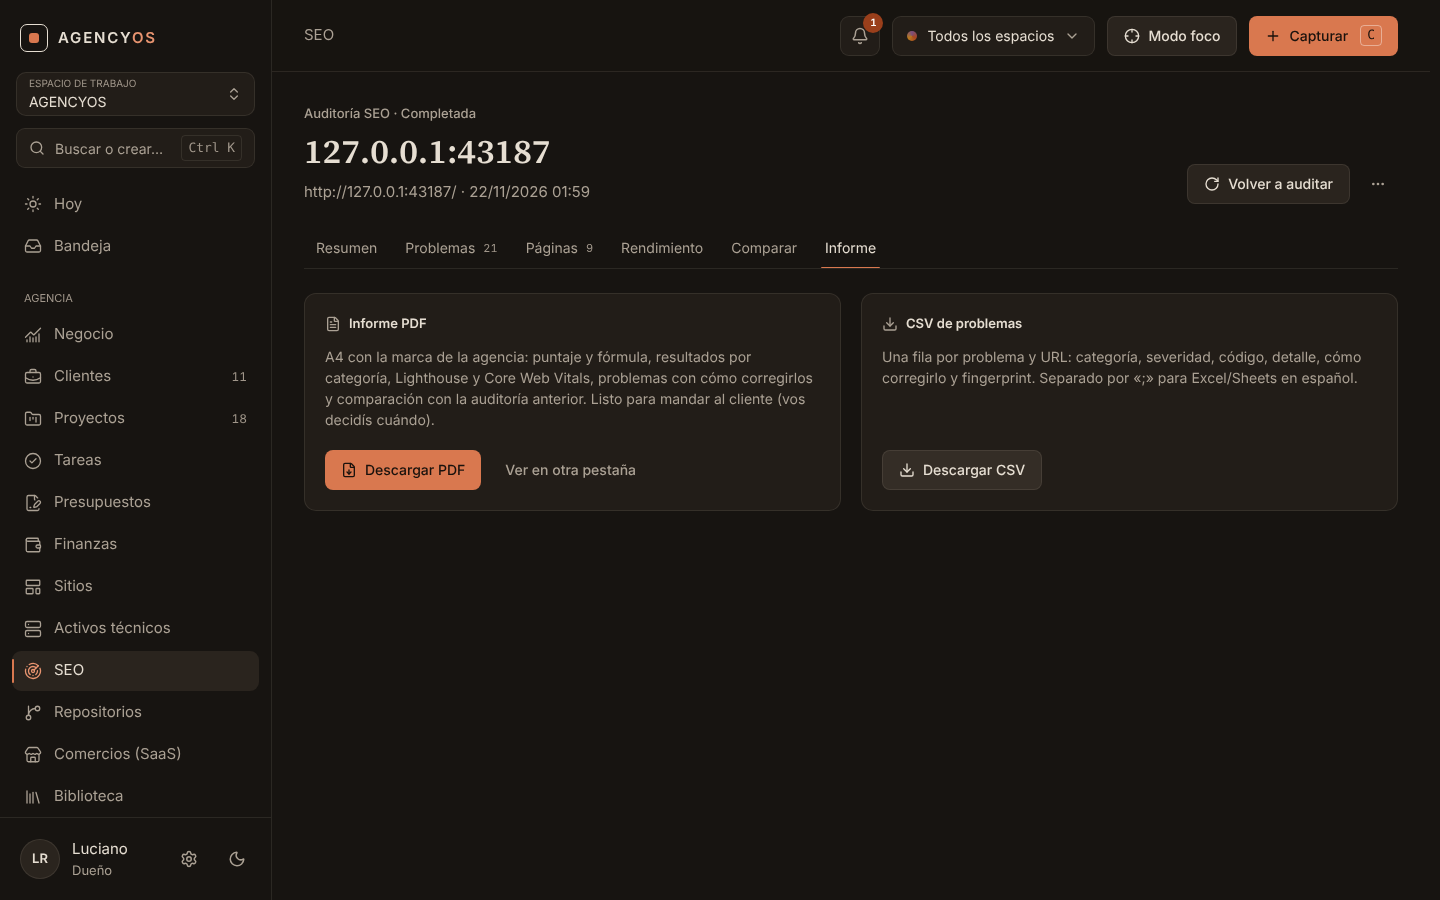 AGENCYOS
ESPACIO DE TRABAJO
AGENCYOS
Buscar o crear... Ctrl K
Hoy
Bandeja
AGENCIA
Negocio
Clientes 11
Proyectos 18
Tareas
Presupuestos
Finanzas
Sitios
Activos técnicos
SEO
Repositorios
Comercios (SaaS)
Biblioteca
LR
Luciano
Dueño
SEO
1
Todos los espacios
Modo foco
Capturar C
Auditoría SEO · Completada
127.0.0.1:43187
http://127.0.0.1:43187/ · 22/11/2026 01:59
Volver a auditar
Resumen Problemas 21 Páginas 9 Rendimiento Comparar Informe
Informe PDF
A4 con la marca de la agencia: puntaje y fórmula, resultados por
categoría, Lighthouse y Core Web Vitals, problemas con cómo corregirlos
y comparación con la auditoría anterior. Listo para mandar al cliente (vos
decidís cuándo).
Descargar PDF Ver en otra pestaña
CSV de problemas
Una fila por problema y URL: categoría, severidad, código, detalle, cómo
corregirlo y fingerprint. Separado por «;» para Excel/Sheets en español.
Descargar CSV